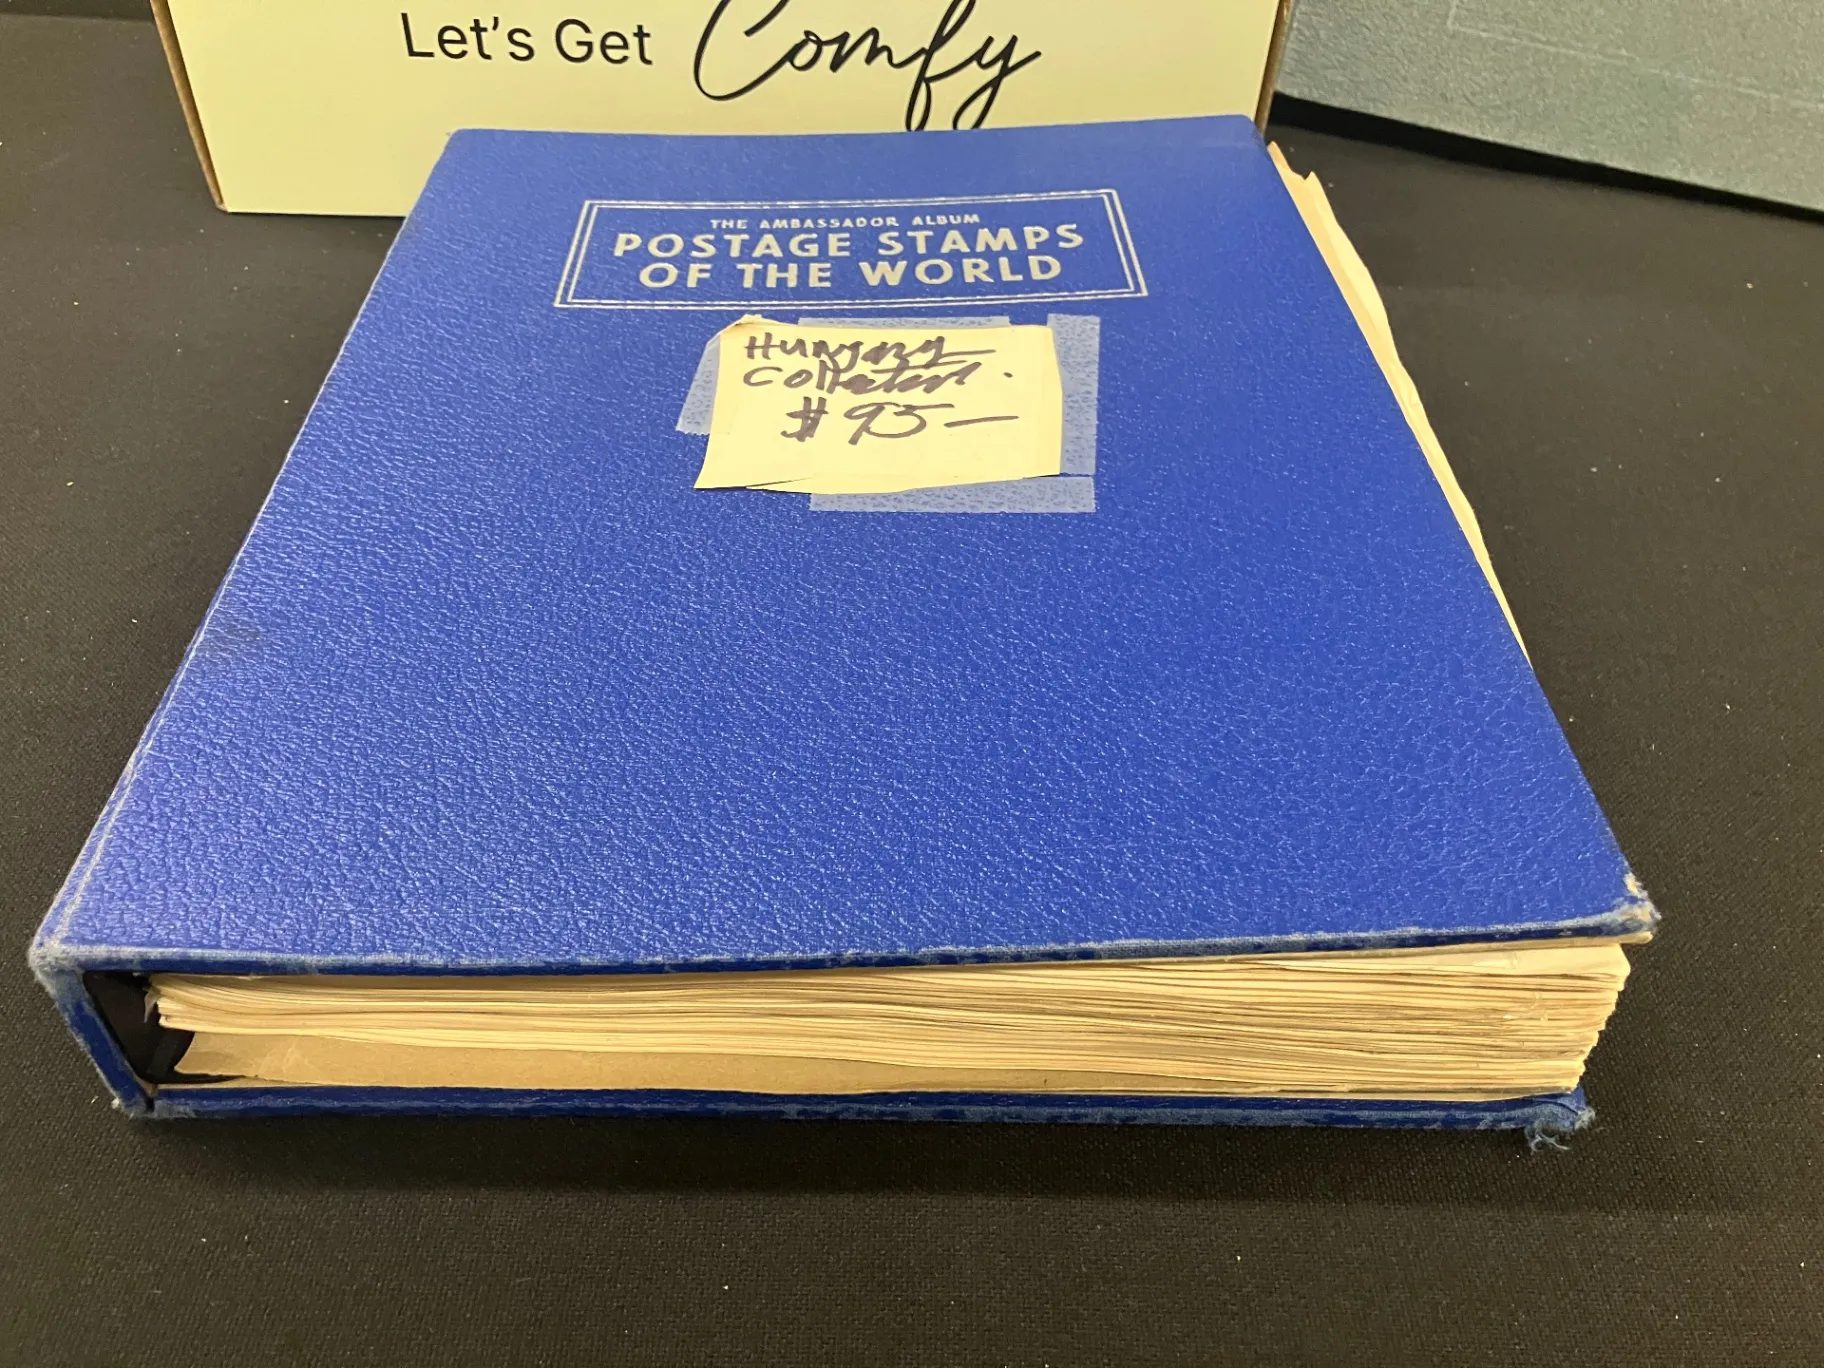 Let's Get Comfy
THE AMBASSADOR ALBUM
POSTAGE STAMPS
OF THE WORLD
Hungary
Collection.
$95—